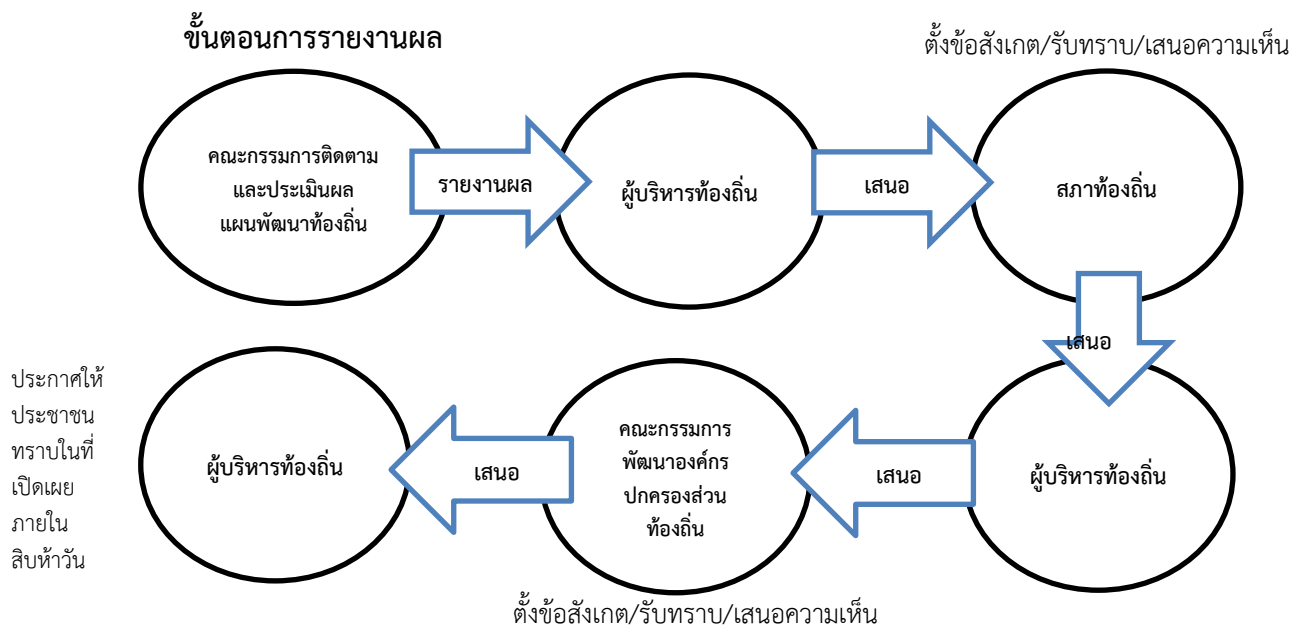 ขั้นตอนการรายงานผล
ตั้งข้อสังเกต/รับทราบ/เสนอความเห็น
คณะกรรมการติดตาม
และประเมินผล
แผนพัฒนาท้องถิ่น
รายงานผล
ผู้บริหารท้องถิ่น
เสนอ
สภาท้องถิ่น
เสนอ
ผู้บริหารท้องถิ่น
เสนอ
คณะกรรมการ
พัฒนาองค์กร
ปกครองส่วน
ท้องถิ่น
ตั้งข้อสังเกต/รับทราบ/เสนอความเห็น
เสนอ
ผู้บริหารท้องถิ่น
ประกาศให้
ประชาชน
ทราบในที่
เปิดเผย
ภายใน
สิบห้าวัน